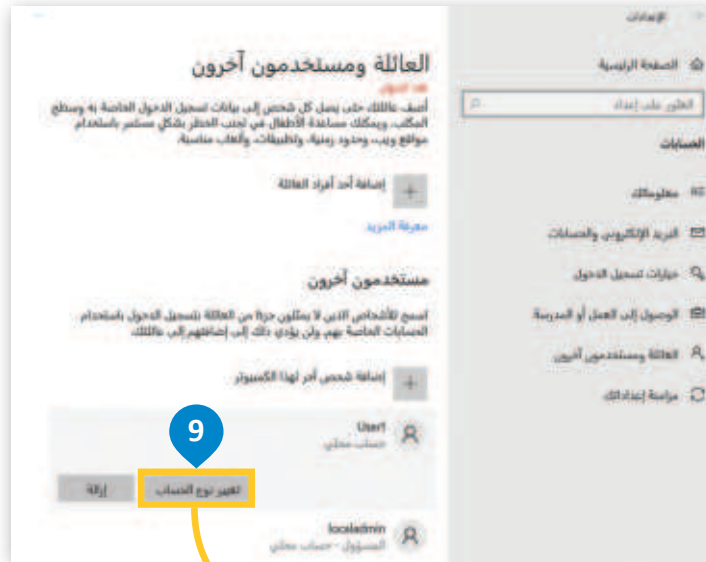 الإعدادات
الصفحة الرئيسية
العثور على إعداد
الحسابات
معلوماتك
البريد الإلكتروني والحسابات
خيارات تسجيل الدخول
الوصول إلى العمل أو المدرسة
العائلة ومستخدمون آخرون
مزامنة إعداداتك
العائلة ومستخدمون آخرون
أضف عائلتك حتى يصل كل شخص إلى بيانات تسجيل الدخول الخاصة به وسطح
المكتب. ويمكنك مساعدة الأطفال في تجنب الخطر بشكل مستمر باستخدام
مواقع ويب، وحدود زمنية، وتطبيقات، وألعاب مناسبة.
إضافة أحد أفراد العائلة
معرفة المزيد
مستخدمون آخرون
اسمح للأشخاص الذين لا يمثلون جزءًا من العائلة بتسجيل الدخول باستخدام
الحسابات الخاصة بهم. ولن يؤدي ذلك إلى إضافتهم إلى عائلتك.
إضافة شخص آخر لهذا الكمبيوتر
User1
حساب محلي
9
تغيير نوع الحساب
إزالة
localadmin
المسؤول - حساب محلي